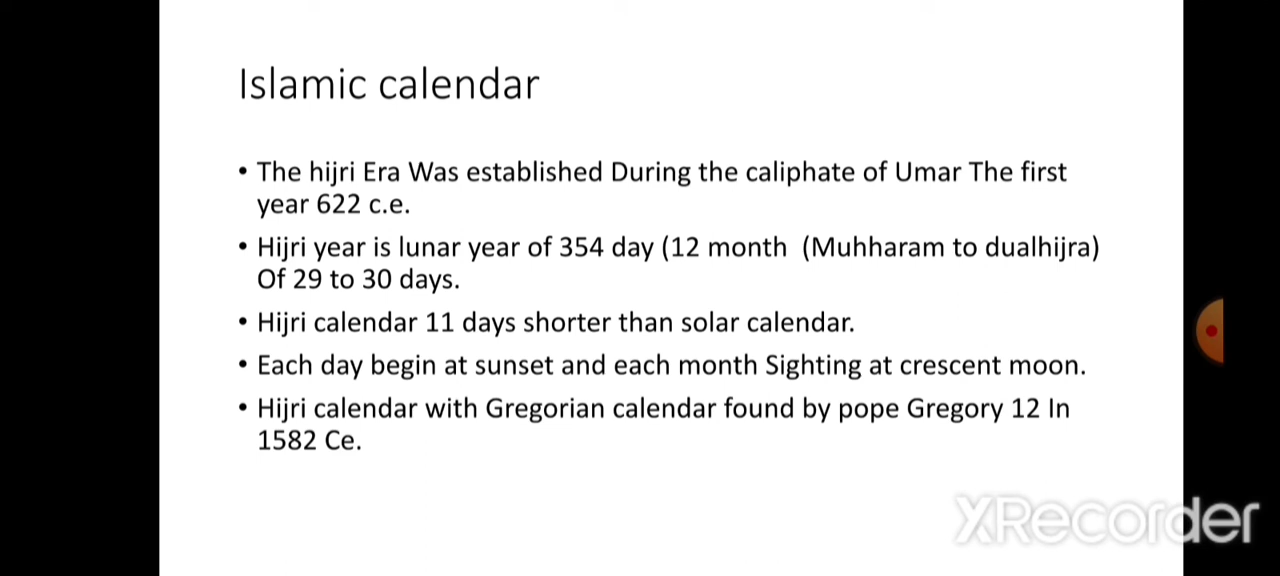 Islamic calendar
• The hijri Era Was established During the caliphate of Umar The first
year 622 c.e.
• Hijri year is lunar year of 354 day (12 month (Muhharam to dualhijra)
Of 29 to 30 days.
• Hijri calendar 11 days shorter than solar calendar.
• Each day begin at sunset and each month Sighting at crescent moon.
• Hijri calendar with Gregorian calendar found by pope Gregory 12 In
1582 Ce.
XRecorder